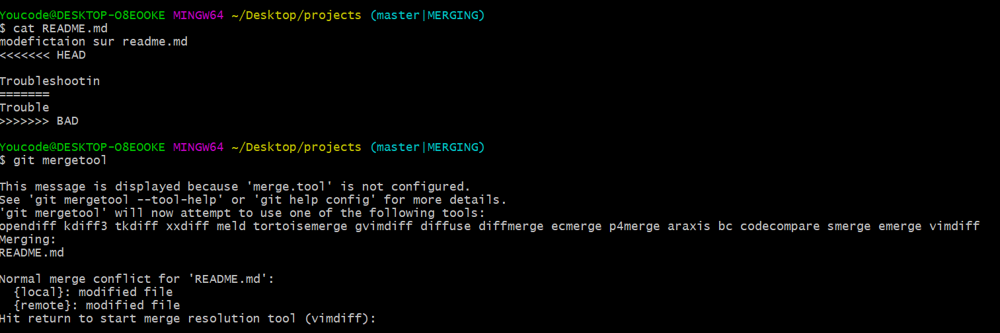 Youcode@DESKTOP-O8EOOKE MINGW64 ~/Desktop/projects (master|MERGING)
$ cat README.md
modefictaion sur readme.md
<<<<<<< HEAD
Troubleshootin
=======
Trouble
>>>>>>> BAD
Youcode@DESKTOP-O8EOOKE MINGW64 ~/Desktop/projects (master|MERGING)
$ git mergetool
This message is displayed because 'merge.tool' is not configured.
See 'git mergetool --tool-help' or 'git help config' for more details.
'git mergetool' will now attempt to use one of the following tools:
opendiff kdiff3 tkdiff xxdiff meld tortoisemerge gvimdiff diffuse diffmerge ecmerge p4merge araxis bc codecompare smerge emerge vimdiff
Merging:
README.md
Normal merge conflict for 'README.md':
  {local}: modified file
  {remote}: modified file
Hit return to start merge resolution tool (vimdiff):